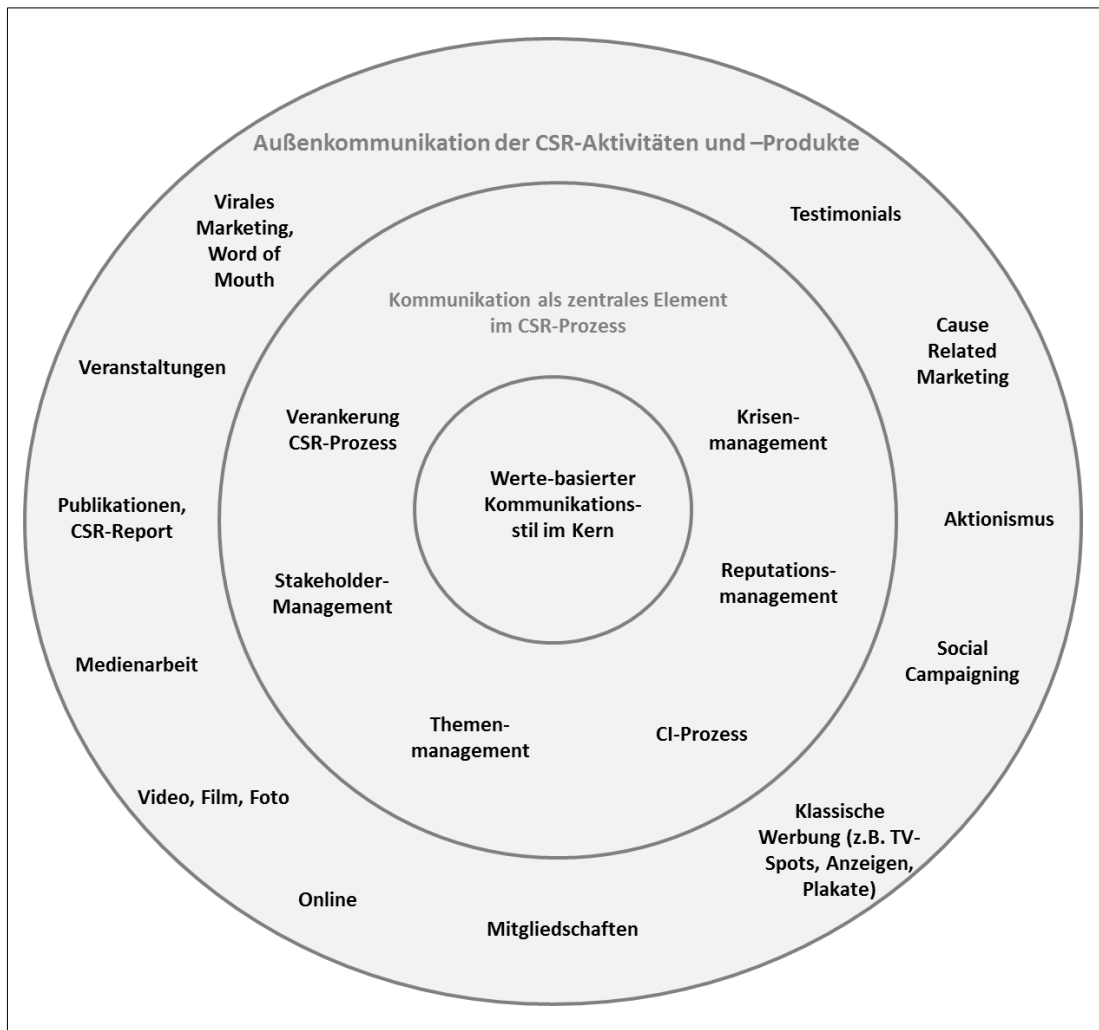 Außenkommunikation der CSR-Aktivitäten und –Produkte
Virales
Marketing,
Word of
Mouth
Testimonials
Kommunikation als zentrales Element
im CSR-Prozess
Cause
Related
Marketing
Veranstaltungen
Verankerung
CSR-Prozess
Krisen-
management
Werte-basierter
Kommunikations-
stil im Kern
Publikationen,
CSR-Report
Aktionismus
Stakeholder-
Management
Reputations-
management
Medienarbeit
Social
Campaigning
Themen-
management
CI-Prozess
Video, Film, Foto
Klassische
Werbung (z.B. TV-
Spots, Anzeigen,
Plakate)
Online
Mitgliedschaften